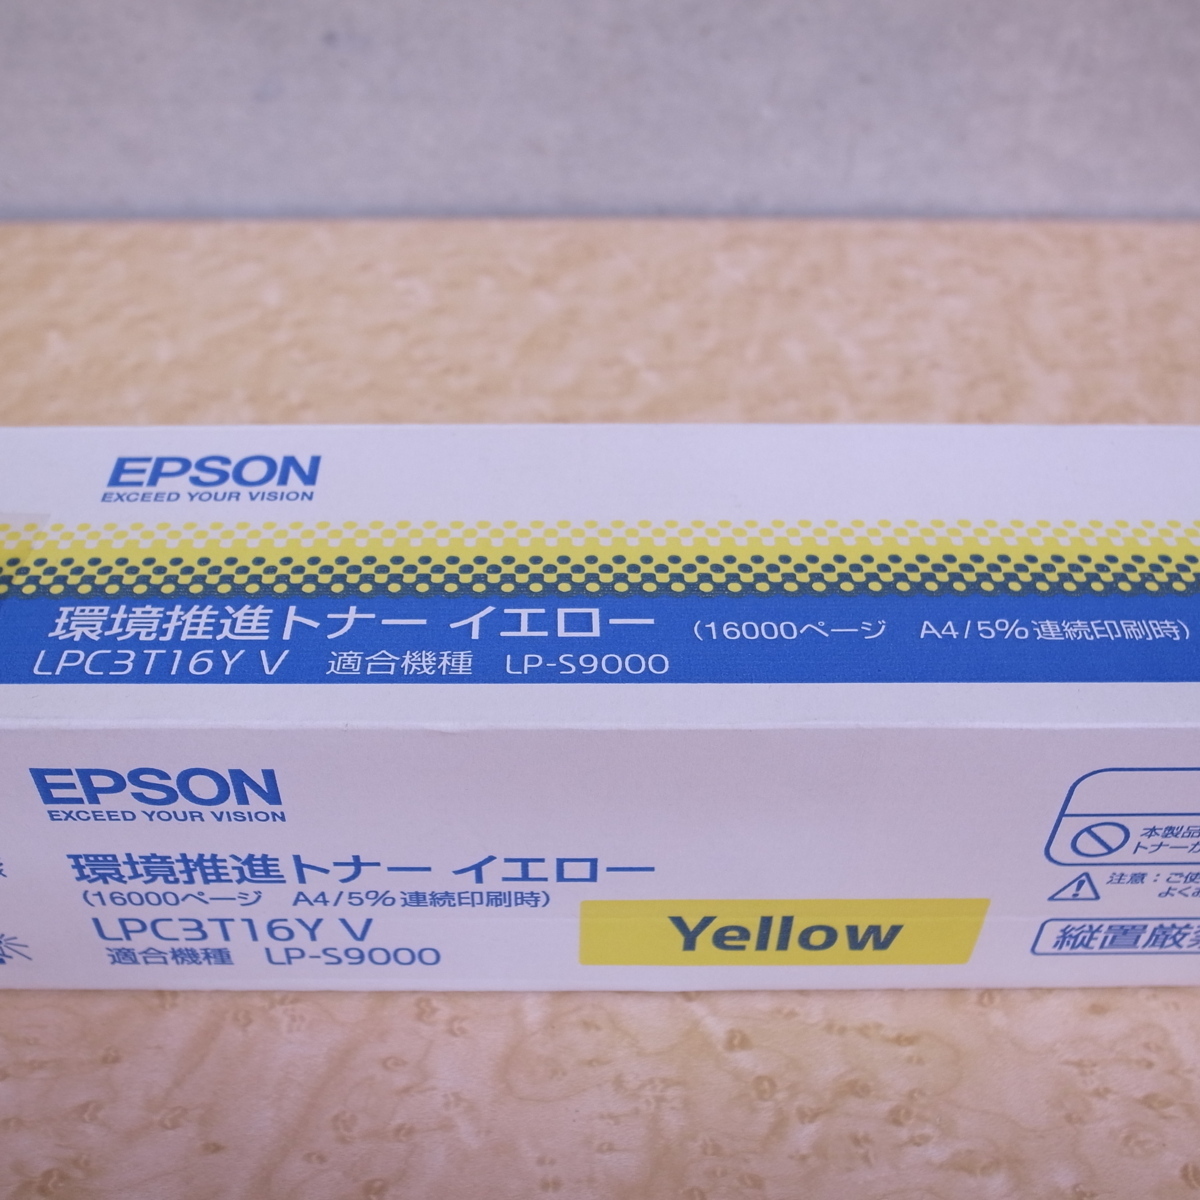 EPSON
EXCEED YOUR VISION
環境推進トナー イエロー (16000ページ A4/5%連続印刷時)
LPC3T16Y V 適合機種 LP-S9000
EPSON
EXCEED YOUR VISION
環境推進トナー イエロー
(16000ページ A4/5%連続印刷時)
LPC3T16Y V
適合機種 LP-S9000
Yellow
本製品
トナーカ
注意：ご使
よくお
縦置厳禁